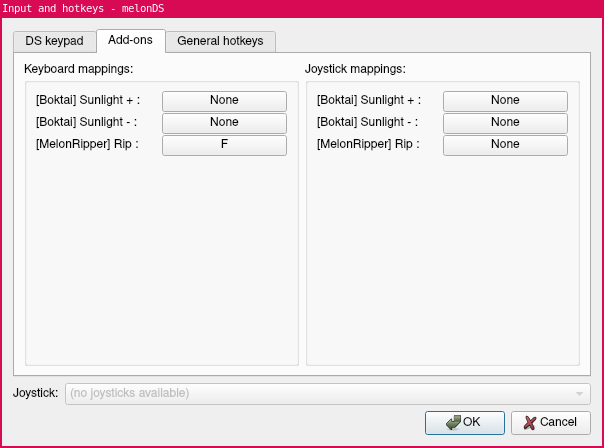 Input and hotkeys - melonDS
DS keypad Add-ons General hotkeys
Keyboard mappings:
[Boktai] Sunlight + : None
[Boktai] Sunlight - : None
[MelonRipper] Rip : F
Joystick mappings:
[Boktai] Sunlight + : None
[Boktai] Sunlight - : None
[MelonRipper] Rip : None
Joystick: (no joysticks available)
OK Cancel